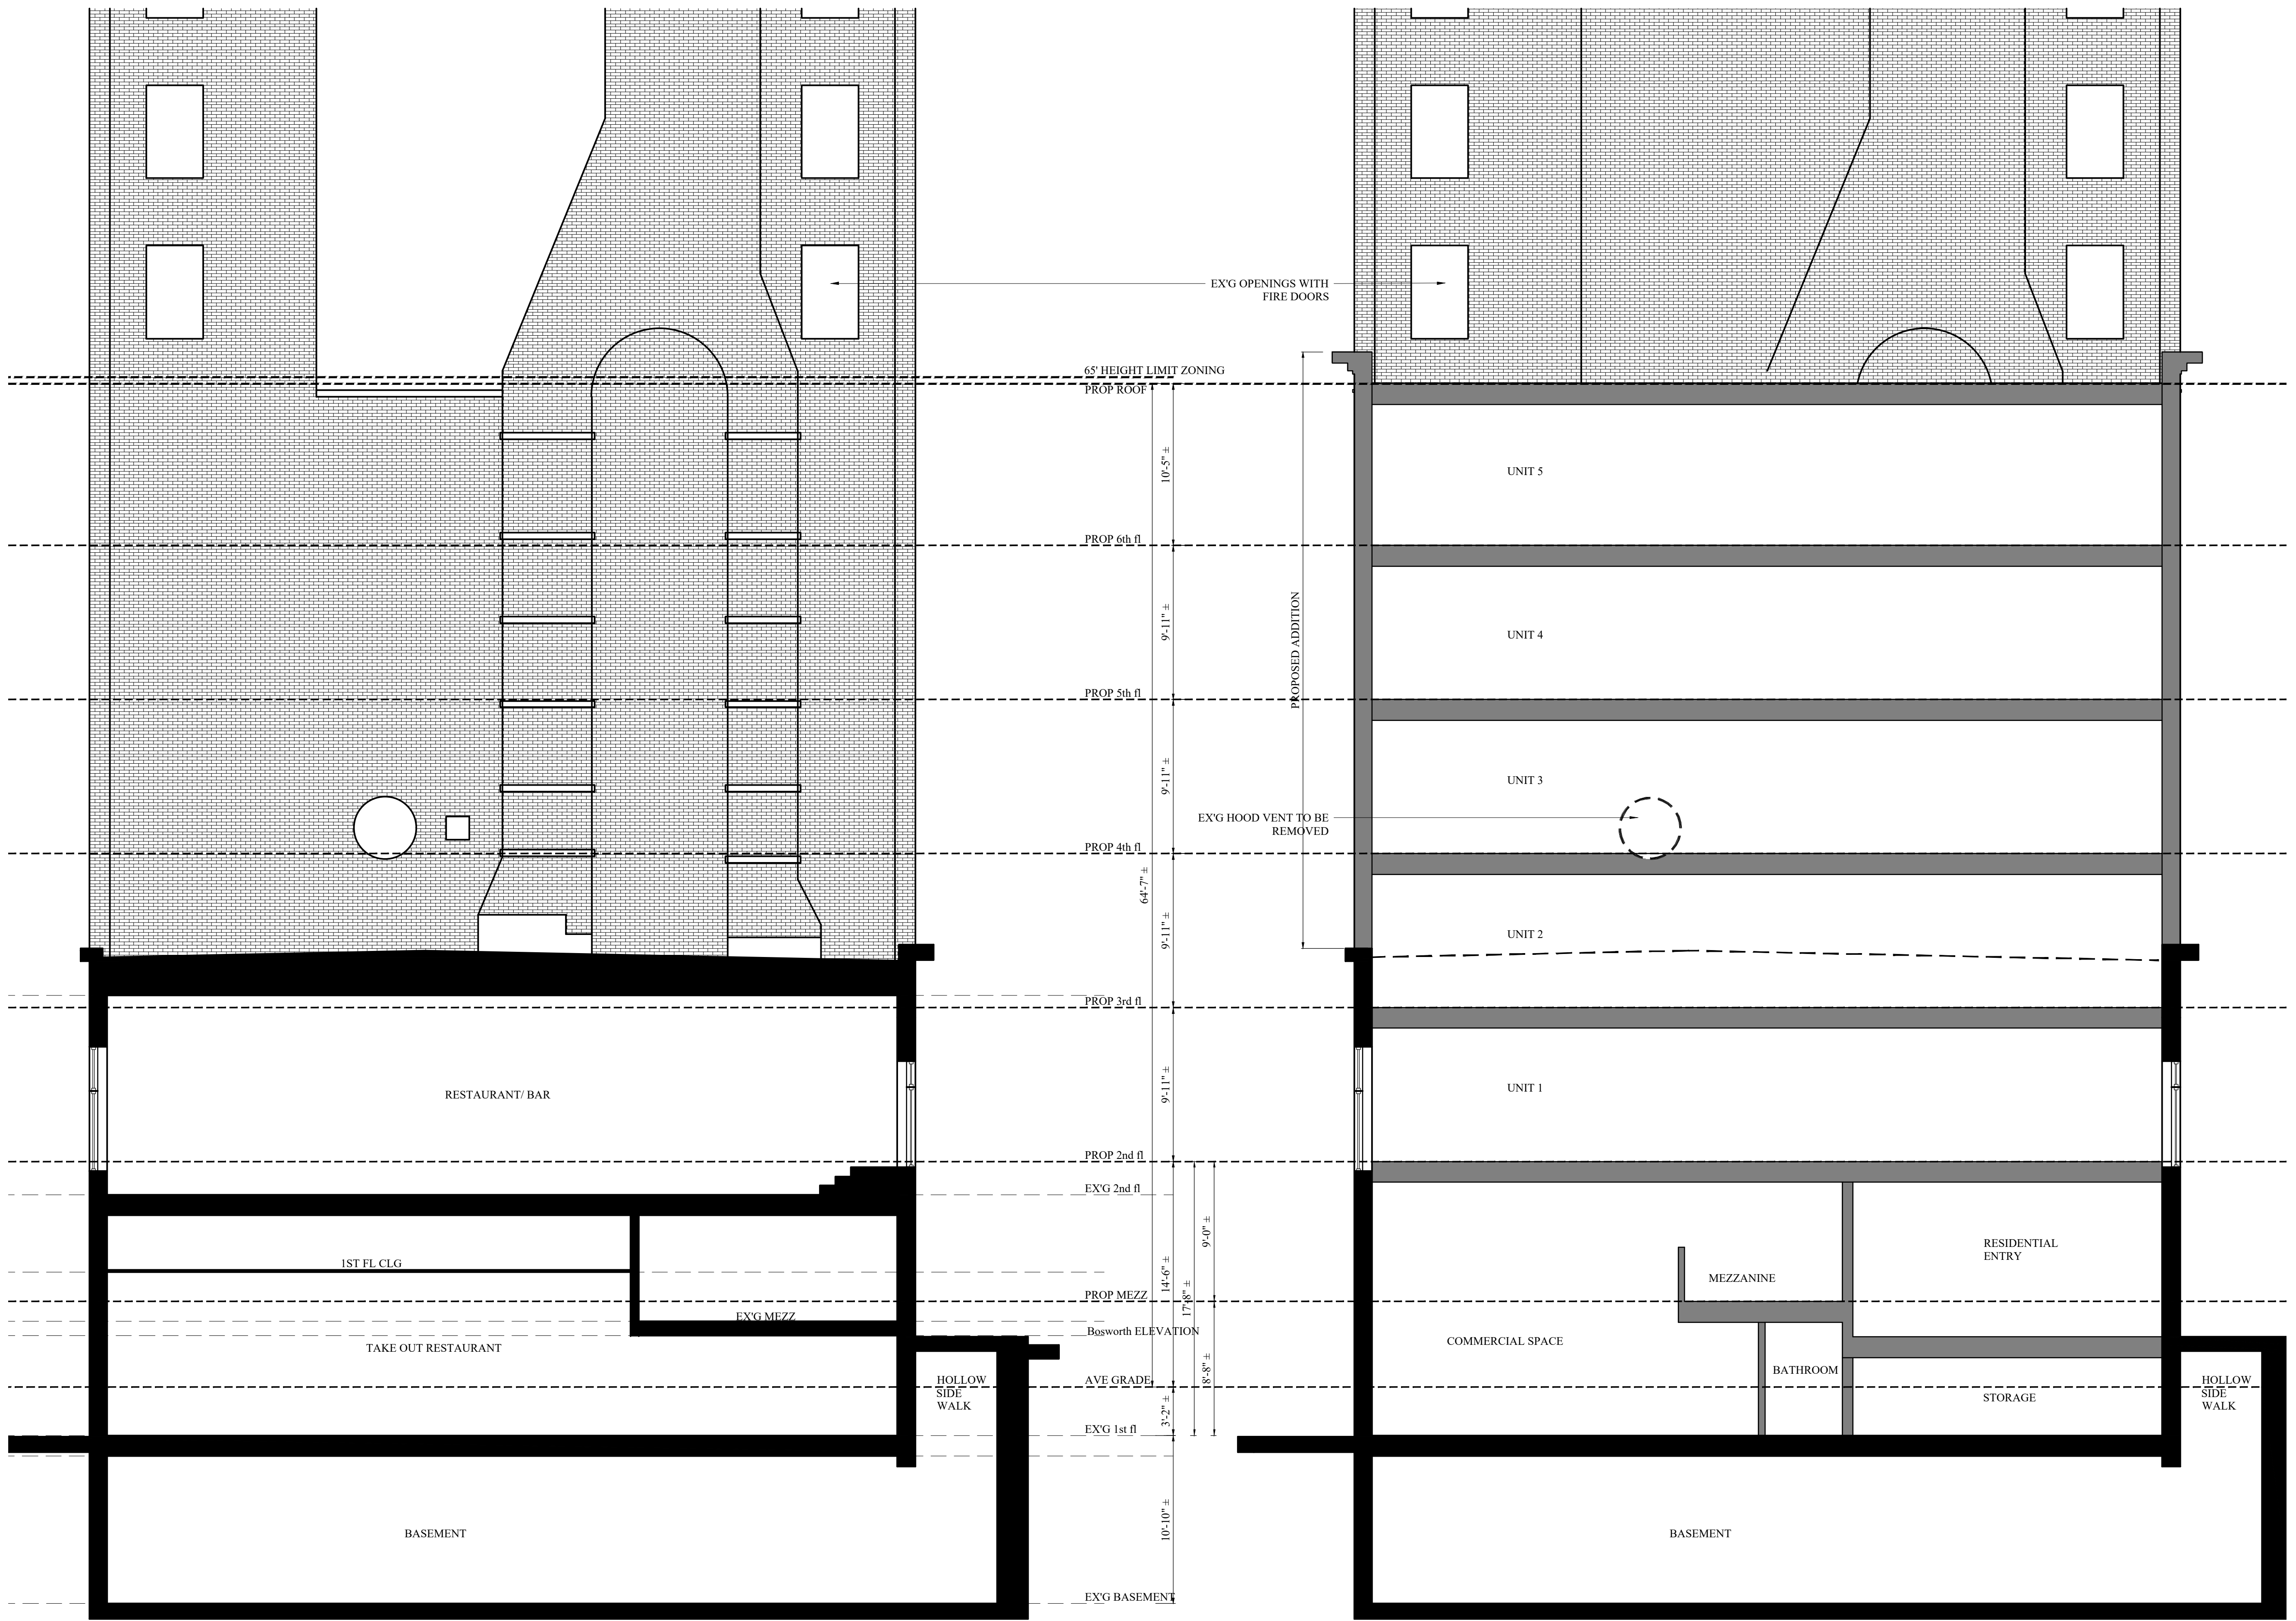 EX'G OPENINGS WITH
FIRE DOORS
65' HEIGHT LIMIT ZONING
PROP ROOF
10'-5" ±
UNIT 5
PROP 6th fl
9'-11" ±
PROPOSED ADDITION
UNIT 4
PROP 5th fl
9'-11" ±
UNIT 3
EX'G HOOD VENT TO BE
REMOVED
PROP 4th fl
64'-7" ±
9'-11" ±
UNIT 2
PROP 3rd fl
RESTAURANT/ BAR
9'-11" ±
UNIT 1
PROP 2nd fl
EX'G 2nd fl
9'-0" ±
RESIDENTIAL
ENTRY
1ST FL CLG
14'-6" ±
MEZZANINE
PROP MEZZ
17'-8" ±
EX'G MEZZ
Bosworth ELEVATION
TAKE OUT RESTAURANT
COMMERCIAL SPACE
8'-8" ±
BATHROOM
HOLLOW
SIDE
WALK
AVE GRADE
STORAGE
HOLLOW
SIDE
WALK
3'-2" ±
EX'G 1st fl
10'-10" ±
BASEMENT
BASEMENT
EX'G BASEMENT